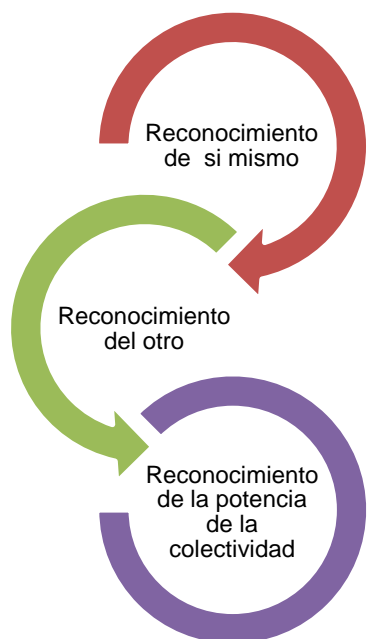 Reconocimiento
de si mismo
Reconocimiento
del otro
Reconocimiento
de la potencia
de la
colectividad